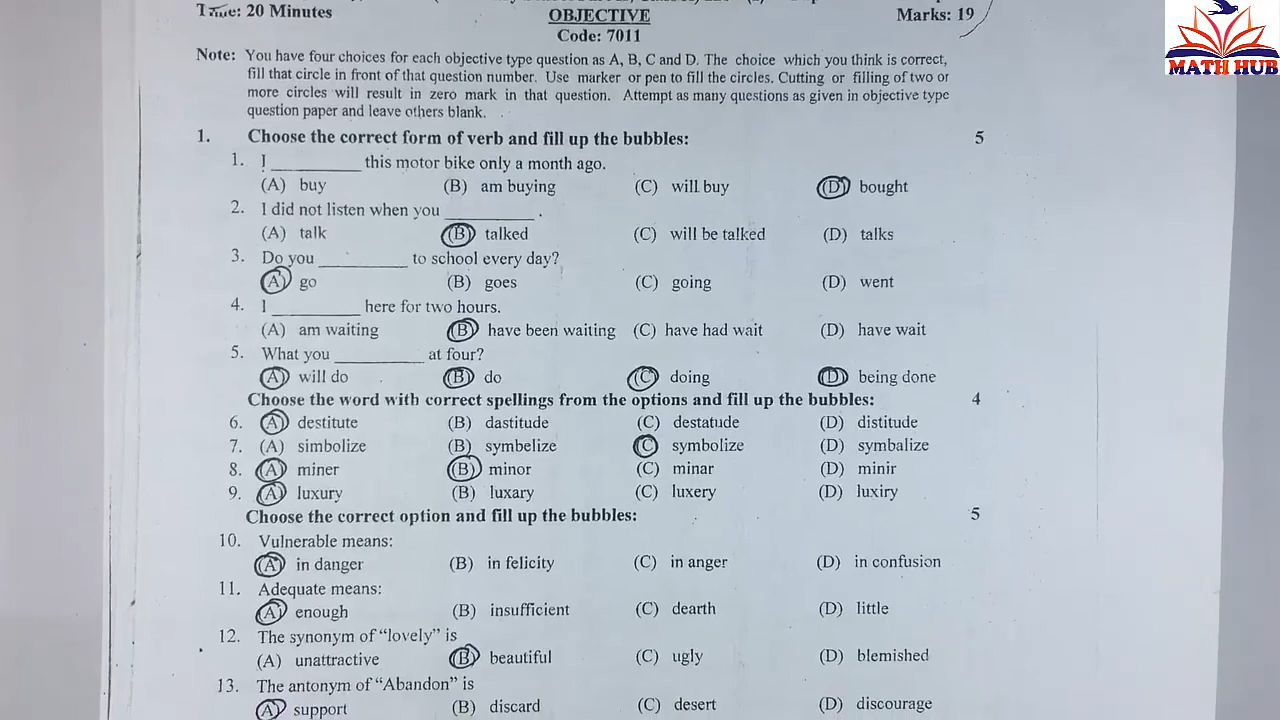 Time: 20 Minutes OBJECTIVE Marks: 19
Code: 7011
MATH HUB
Note: You have four choices for each objective type question as A, B, C and D. The choice which you think is correct,
fill that circle in front of that question number. Use marker or pen to fill the circles. Cutting or filling of two or
more circles will result in zero mark in that question. Attempt as many questions as given in objective type
question paper and leave others blank.
1. Choose the correct form of verb and fill up the bubbles: 5
1. I __________ this motor bike only a month ago.
(A) buy (B) am buying (C) will buy (D) bought
2. I did not listen when you __________ .
(A) talk (B) talked (C) will be talked (D) talks
3. Do you __________ to school every day?
(A) go (B) goes (C) going (D) went
4. I __________ here for two hours.
(A) am waiting (B) have been waiting (C) have had wait (D) have wait
5. What you __________ at four?
(A) will do (B) do (C) doing (D) being done
Choose the word with correct spellings from the options and fill up the bubbles: 4
6. (A) destitute (B) dastitude (C) destatude (D) distitude
7. (A) simbolize (B) symbelize (C) symbolize (D) symbalize
8. (A) miner (B) minor (C) minar (D) minir
9. (A) luxury (B) luxary (C) luxery (D) luxiry
Choose the correct option and fill up the bubbles: 5
10. Vulnerable means:
(A) in danger (B) in felicity (C) in anger (D) in confusion
11. Adequate means:
(A) enough (B) insufficient (C) dearth (D) little
12. The synonym of “lovely” is
(A) unattractive (B) beautiful (C) ugly (D) blemished
13. The antonym of “Abandon” is
(A) support (B) discard (C) desert (D) discourage